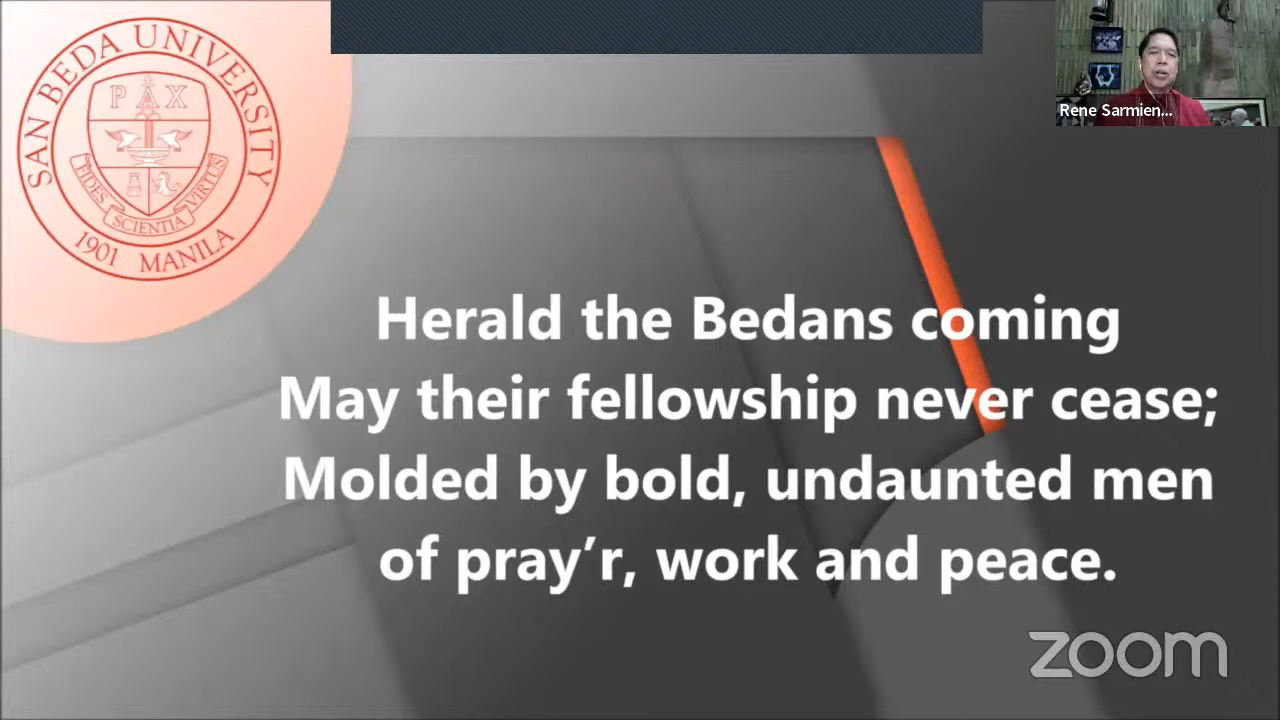 SAN BEDA UNIVERSITY
PAX
FIDES
SCIENTIA
VIRTUS
1901 MANILA
Rene Sarmien...
Herald the Bedans coming
May their fellowship never cease;
Molded by bold, undaunted men
of pray’r, work and peace.
zoom